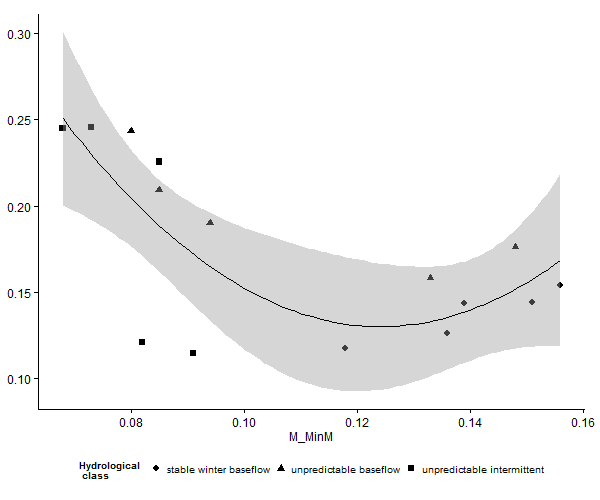 0.30
0.25
0.20
0.15
0.10
0.08 0.10 0.12 0.14 0.16
M_MinM
Hydrological
class
stable winter baseflow unpredictable baseflow unpredictable intermittent